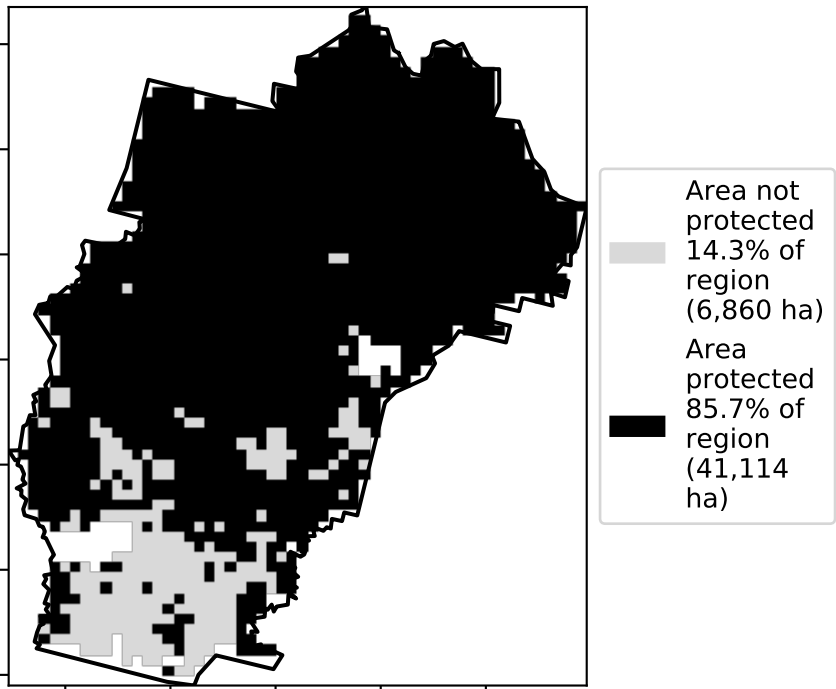 Area not
protected
14.3% of
region
(6,860 ha)
Area
protected
85.7% of
region
(41,114
ha)